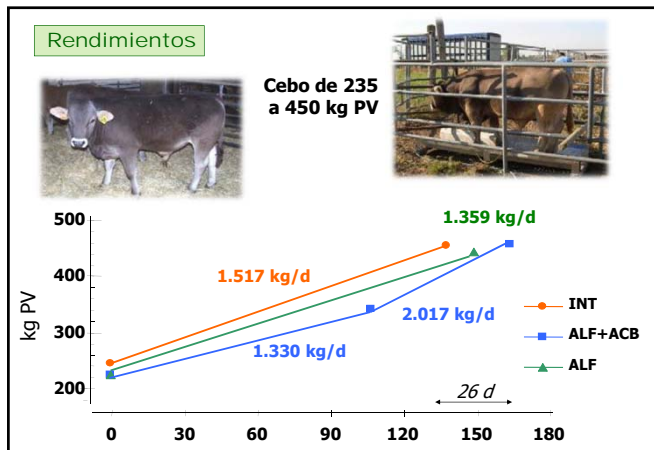 Rendimientos
Cebo de 235
a 450 kg PV
500
400
300
200
kg PV
1.359 kg/d
1.517 kg/d
2.017 kg/d
1.330 kg/d
INT
ALF+ACB
ALF
26 d
0 30 60 90 120 150 180